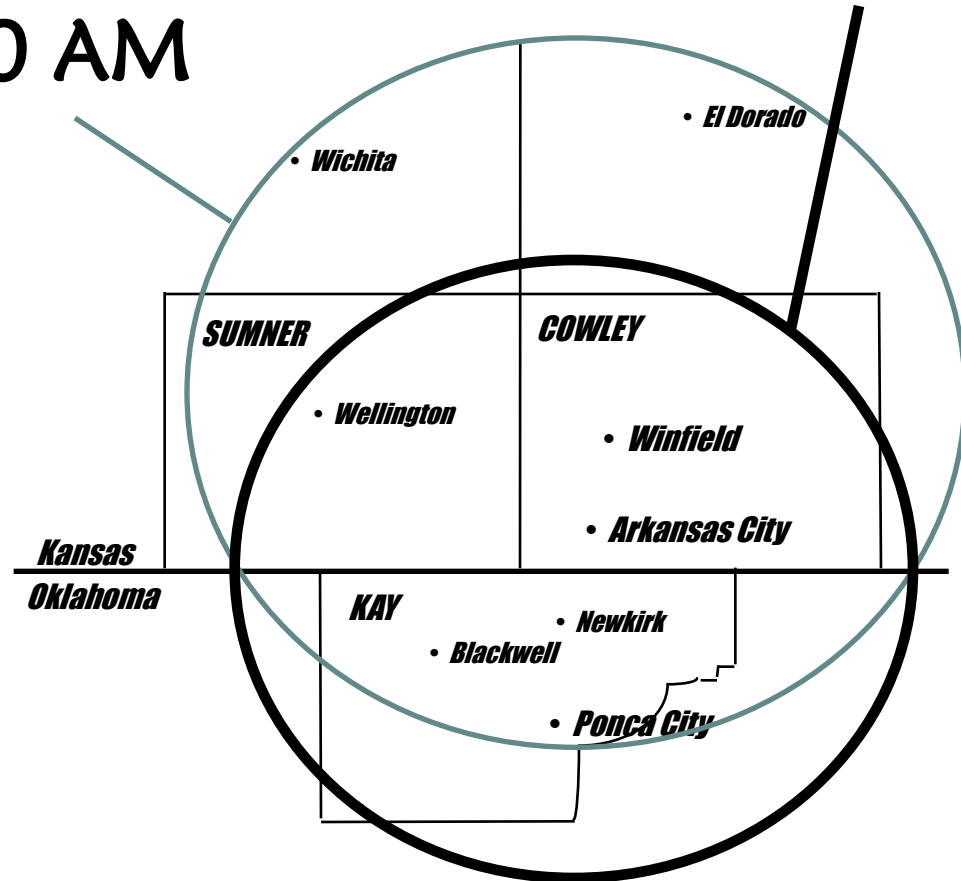 0 AM
El Dorado
Wichita
SUMNER
COWLEY
Wellington
Winfield
Arkansas City
Kansas
Oklahoma
KAY
Newkirk
Blackwell
Ponca City